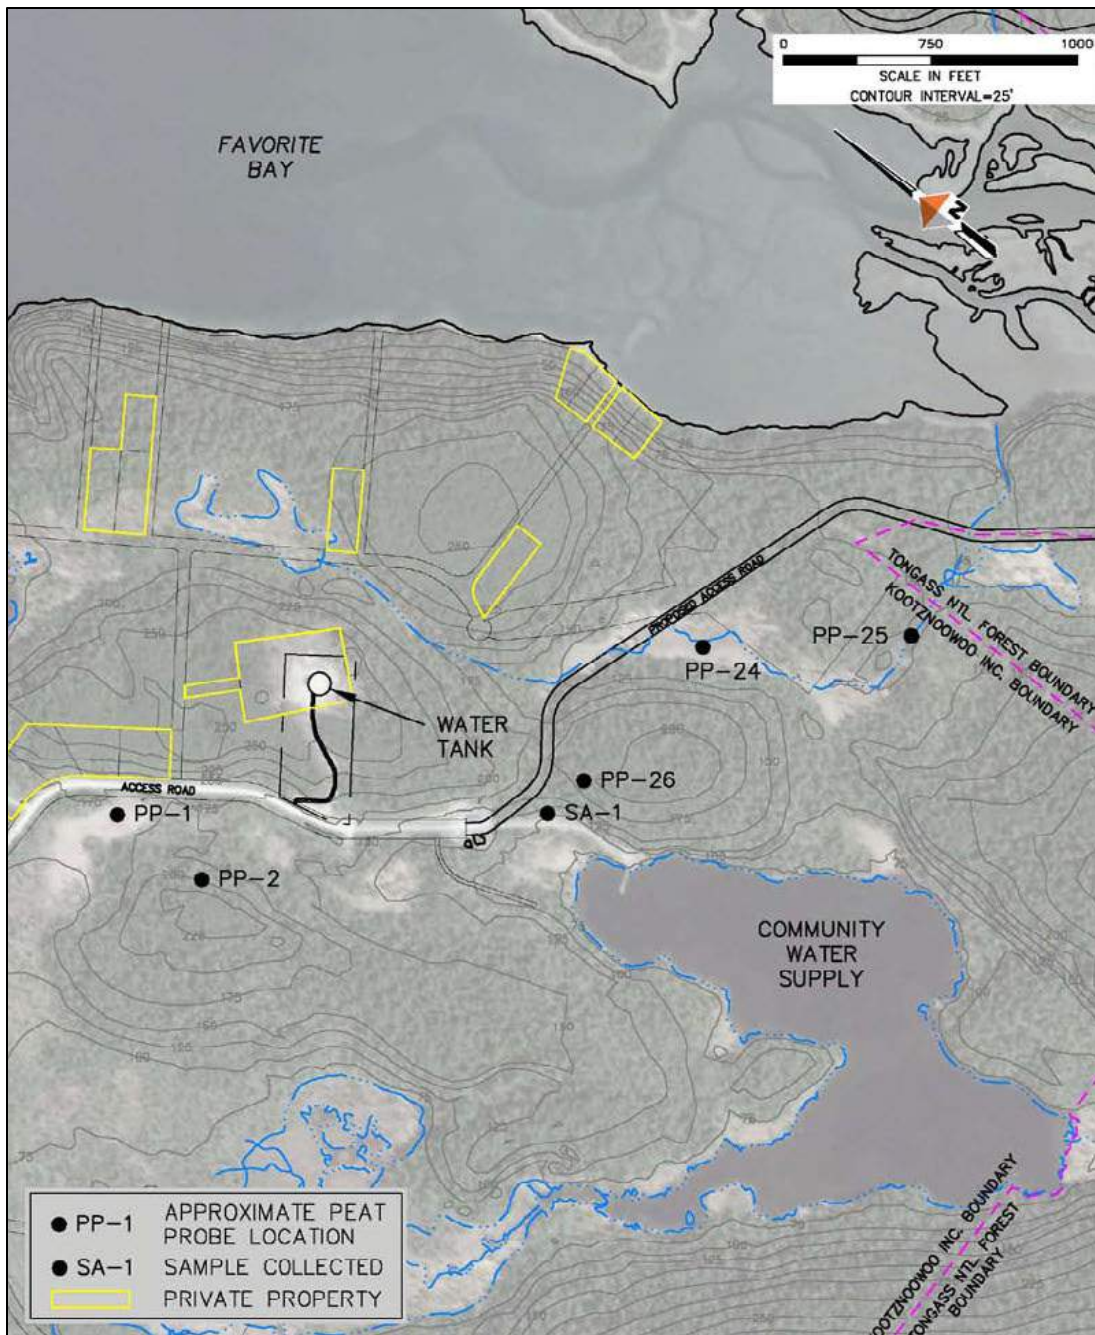 0 750 1000
SCALE IN FEET
CONTOUR INTERVAL=25'
FAVORITE
BAY
N
PROPOSED ACCESS ROAD
TONGASS NTL. FOREST BOUNDARY
KOOTZNOOWOO INC. BOUNDARY
PP-25
PP-24
WATER
TANK
PP-26
SA-1
ACCESS ROAD
PP-1
PP-2
COMMUNITY
WATER
SUPPLY
KOOTZNOOWOO INC. BOUNDARY
TONGASS NTL. FOREST
BOUNDARY
PP-1 APPROXIMATE PEAT
PROBE LOCATION
SA-1 SAMPLE COLLECTED
PRIVATE PROPERTY